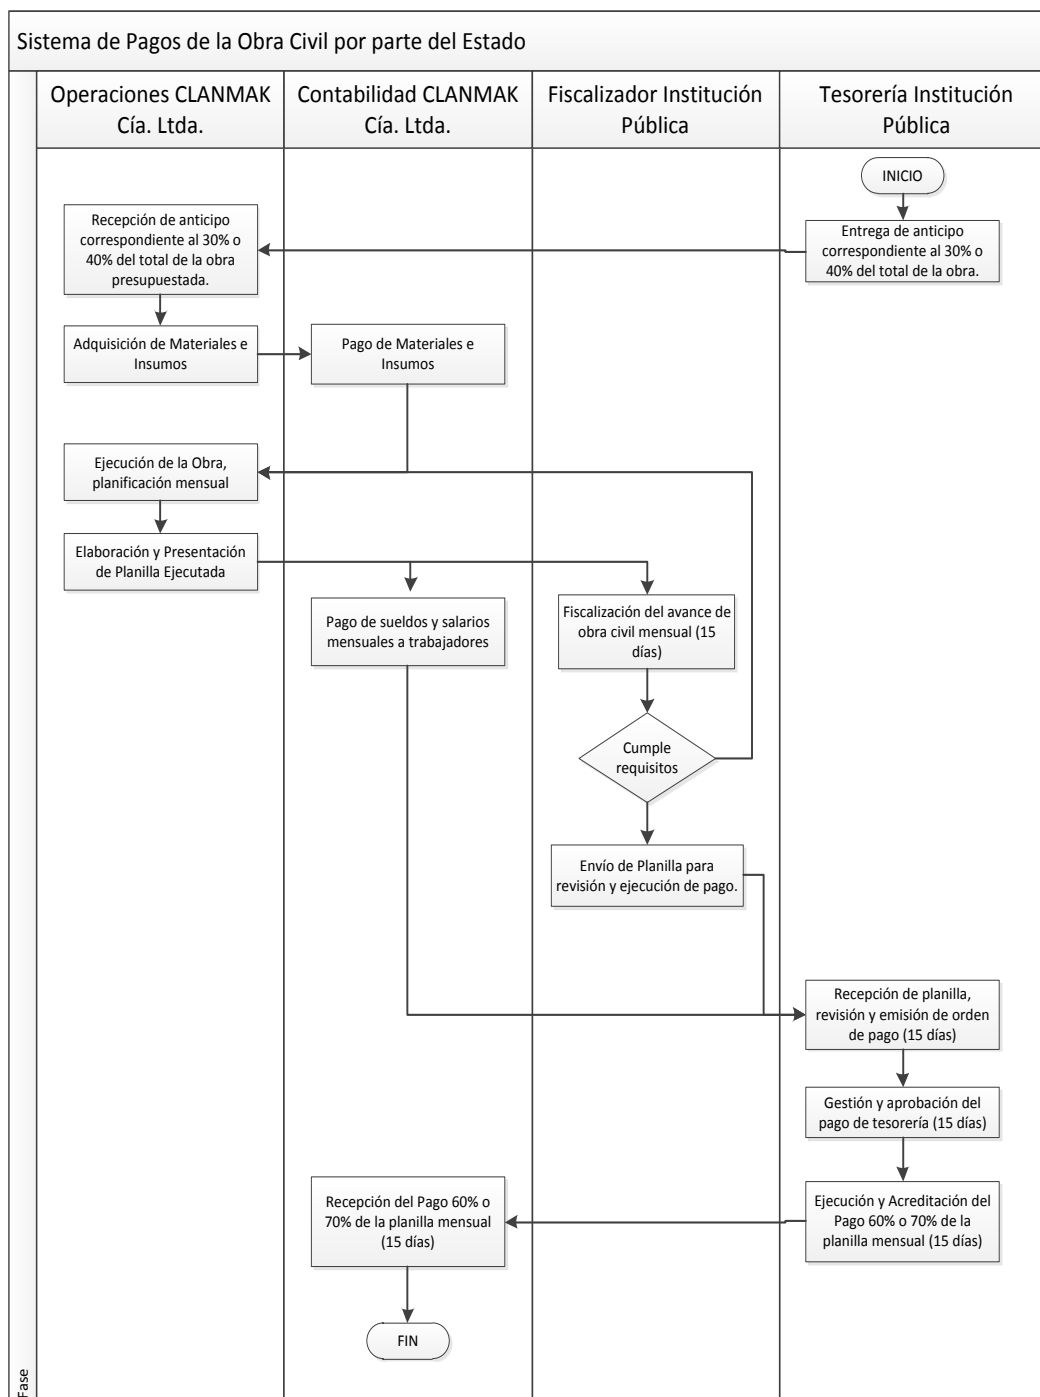 Sistema de Pagos de la Obra Civil por parte del Estado
Operaciones CLANMAK
Cía. Ltda.
Contabilidad CLANMAK
Cía. Ltda.
Fiscalizador Institución
Pública
Tesorería Institución
Pública
INICIO
Recepción de anticipo
correspondiente al 30% o
40% del total de la obra
presupuestada.
Entrega de anticipo
correspondiente al 30% o
40% del total de la obra.
Adquisición de Materiales e
Insumos
Pago de Materiales e
Insumos
Ejecución de la Obra,
planificación mensual
Elaboración y Presentación
de Planilla Ejecutada
Pago de sueldos y salarios
mensuales a trabajadores
Fiscalización del avance de
obra civil mensual (15
días)
Cumple
requisitos
Envío de Planilla para
revisión y ejecución de pago.
Recepción de planilla,
revisión y emisión de orden
de pago (15 días)
Gestión y aprobación del
pago de tesorería (15 días)
Ejecución y Acreditación del
Pago 60% o 70% de la
planilla mensual (15 días)
Recepción del Pago 60% o
70% de la planilla mensual
(15 días)
FIN
Fase